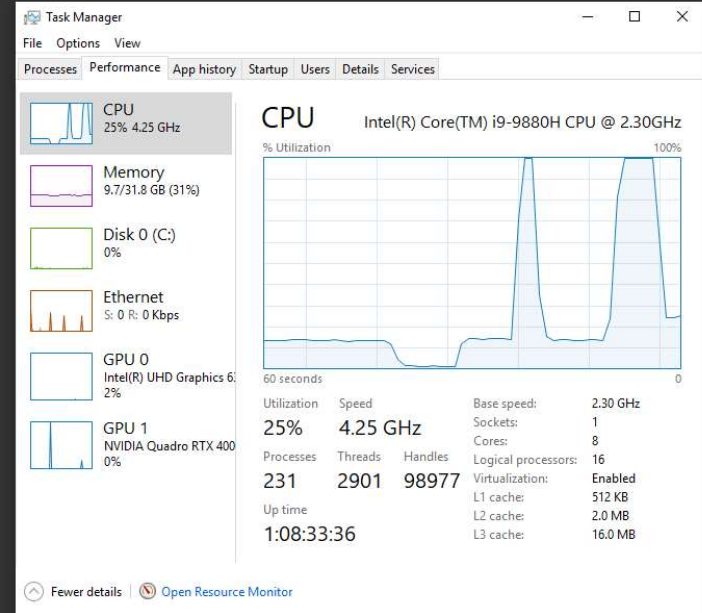 Task Manager
File Options View
Processes Performance App history Startup Users Details Services
CPU
25% 4.25 GHz
Memory
9.7/31.8 GB (31%)
Disk 0 (C:)
0%
Ethernet
S: 0 R: 0 Kbps
GPU 0
Intel(R) UHD Graphics 6
2%
GPU 1
NVIDIA Quadro RTX 400
0%
CPU
Intel(R) Core(TM) i9-9880H CPU @ 2.30GHz
% Utilization 100%
60 seconds 0
Utilization Speed
25% 4.25 GHz
Processes Threads Handles
231 2901 98977
Up time
1:08:33:36
Base speed: 2.30 GHz
Sockets: 1
Cores: 8
Logical processors: 16
Virtualization: Enabled
L1 cache: 512 KB
L2 cache: 2.0 MB
L3 cache: 16.0 MB
Fewer details Open Resource Monitor